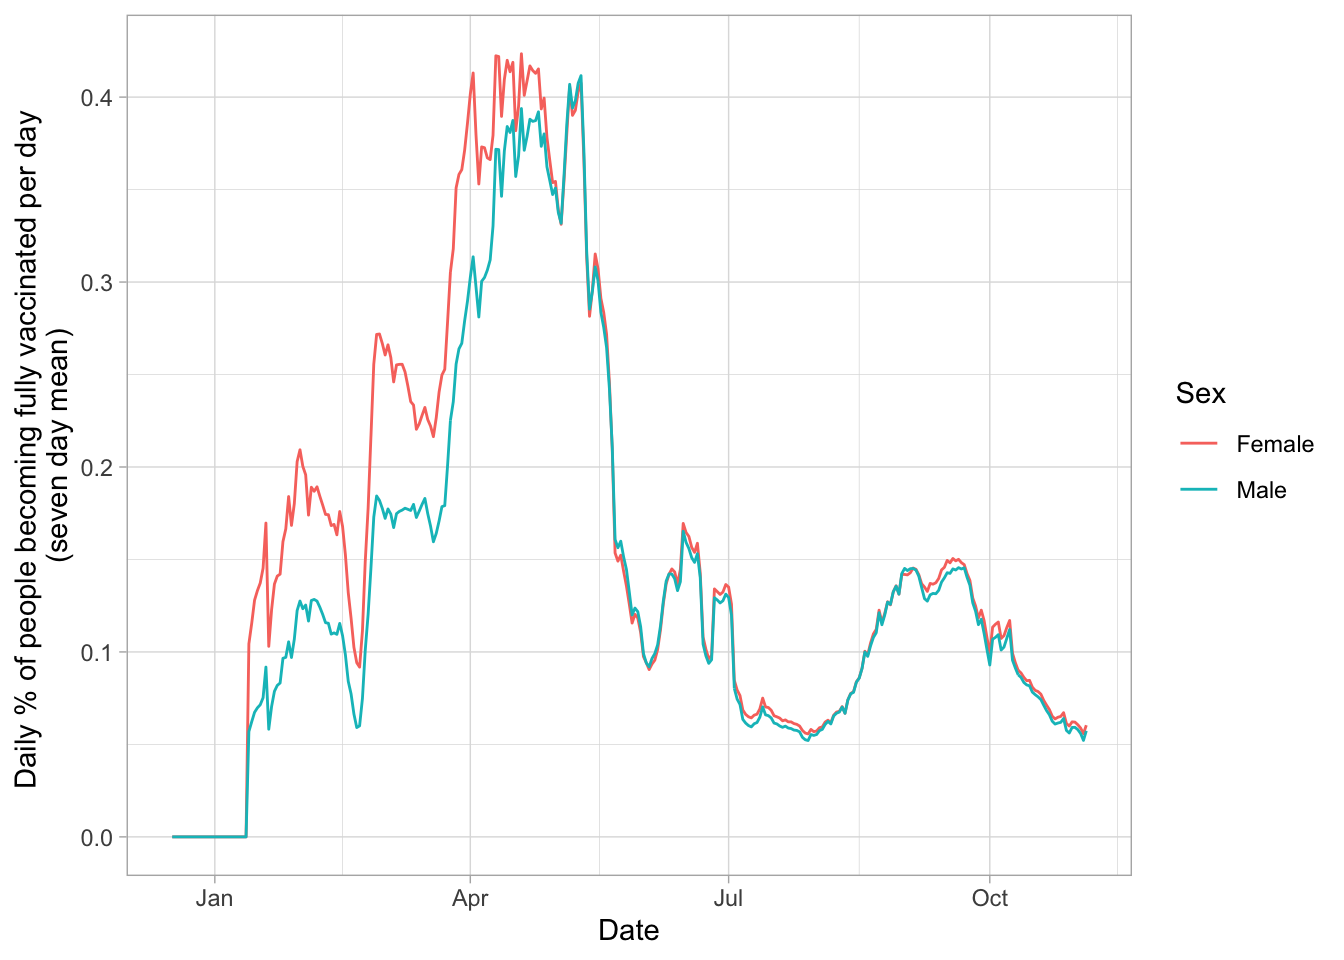 Daily % of people becoming fully vaccinated per day
(seven day mean)
0.4
0.3
0.2
0.1
0.0
Jan
Apr
Jul
Oct
Date
Sex
Female
Male